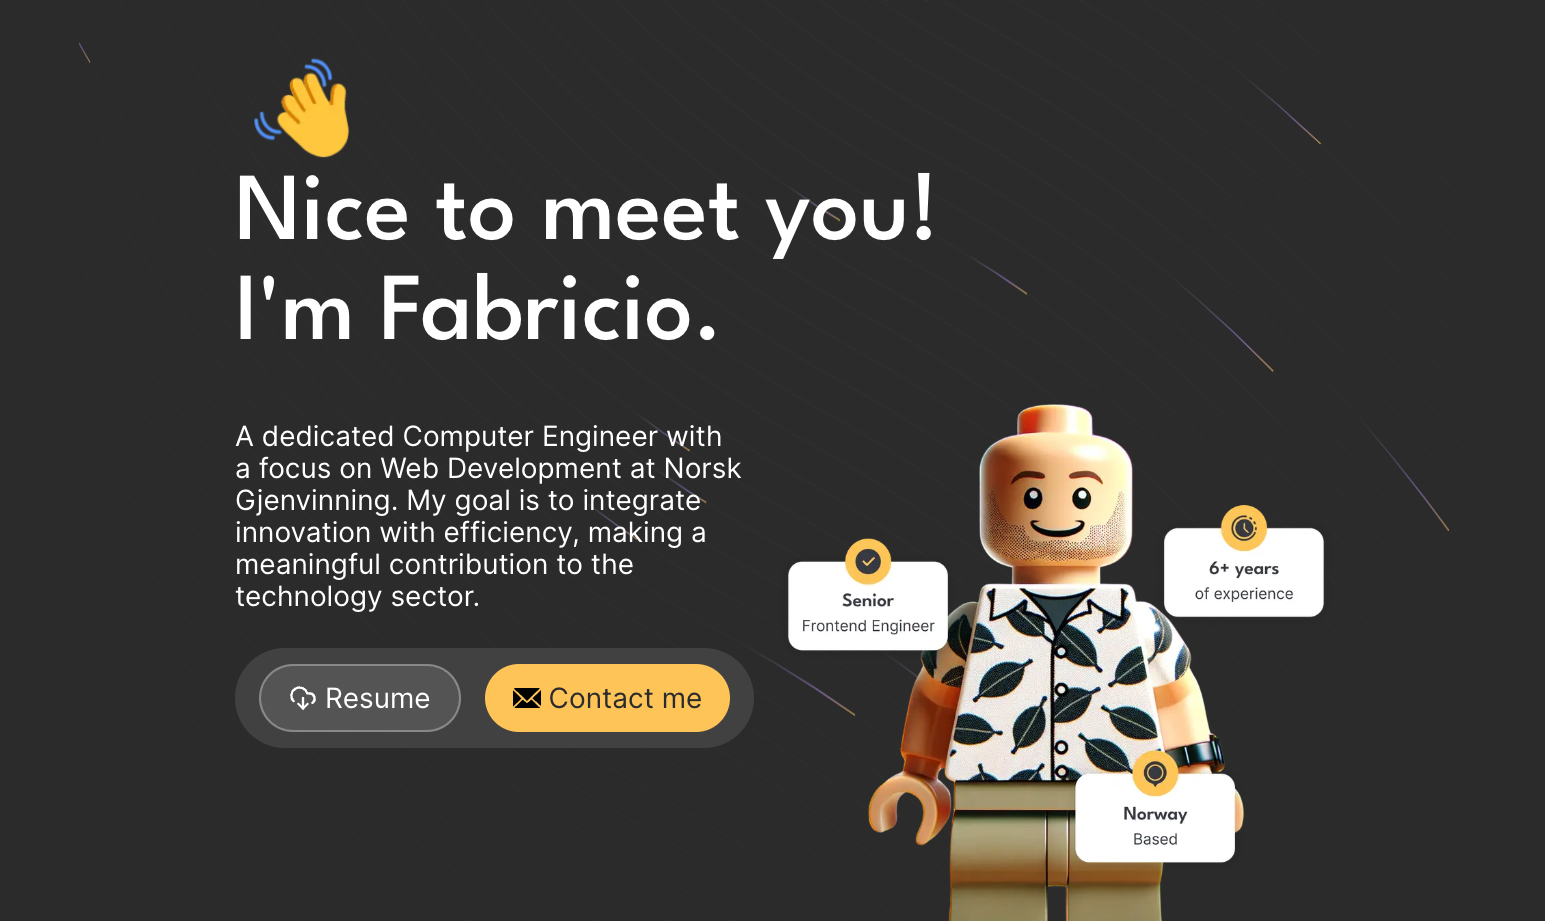 Nice to meet you!
I'm Fabricio.
A dedicated Computer Engineer with
a focus on Web Development at Norsk
Gjenvinning. My goal is to integrate
innovation with efficiency, making a
meaningful contribution to the
technology sector.
Resume
Contact me
Senior
Frontend Engineer
6+ years
of experience
Norway
Based